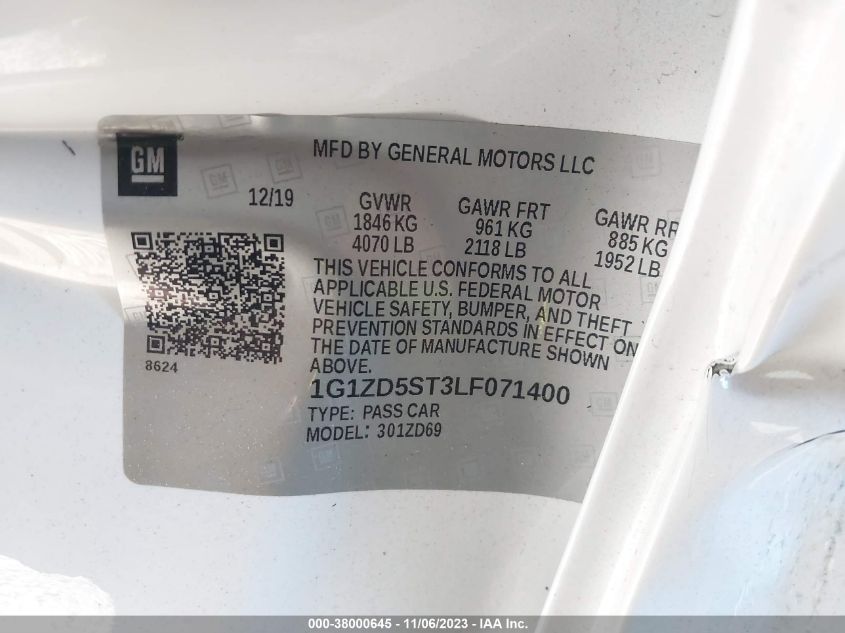 GM
MFD BY GENERAL MOTORS LLC
12/19
GVWR
1846 KG
4070 LB
GAWR FRT
961 KG
2118 LB
GAWR RR
885 KG
1952 LB
THIS VEHICLE CONFORMS TO ALL
APPLICABLE U.S. FEDERAL MOTOR
VEHICLE SAFETY, BUMPER, AND THEFT
PREVENTION STANDARDS IN EFFECT ON
THE DATE OF MANUFACTURE SHOWN
ABOVE.
8624
1G1ZD5ST3LF071400
TYPE: PASS CAR
MODEL: 301ZD69
000-38000645 - 11/06/2023 - IAA Inc.